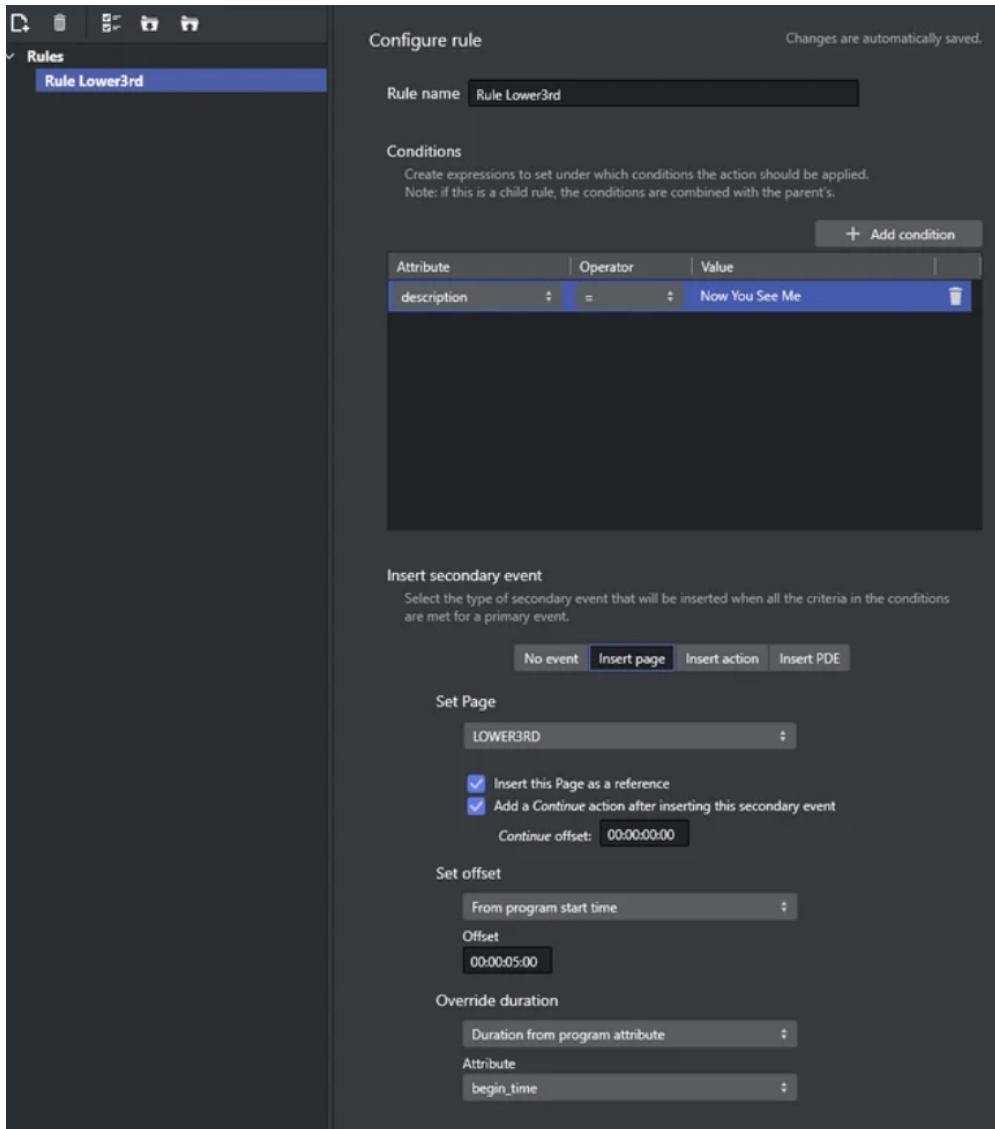 Rules
Rule Lower3rd
Configure rule
Changes are automatically saved.
Rule name
Rule Lower3rd
Conditions
Create expressions to set under which conditions the action should be applied.
Note: if this is a child rule, the conditions are combined with the parent's.
+ Add condition
Attribute Operator Value
description = Now You See Me
Insert secondary event
Select the type of secondary event that will be inserted when all the criteria in the conditions
are met for a primary event.
No event Insert page Insert action Insert PDE
Set Page
LOWER3RD
Insert this Page as a reference
Add a Continue action after inserting this secondary event
Continue offset: 00:00:00:00
Set offset
From program start time
Offset
00:00:05:00
Override duration
Duration from program attribute
Attribute
begin_time